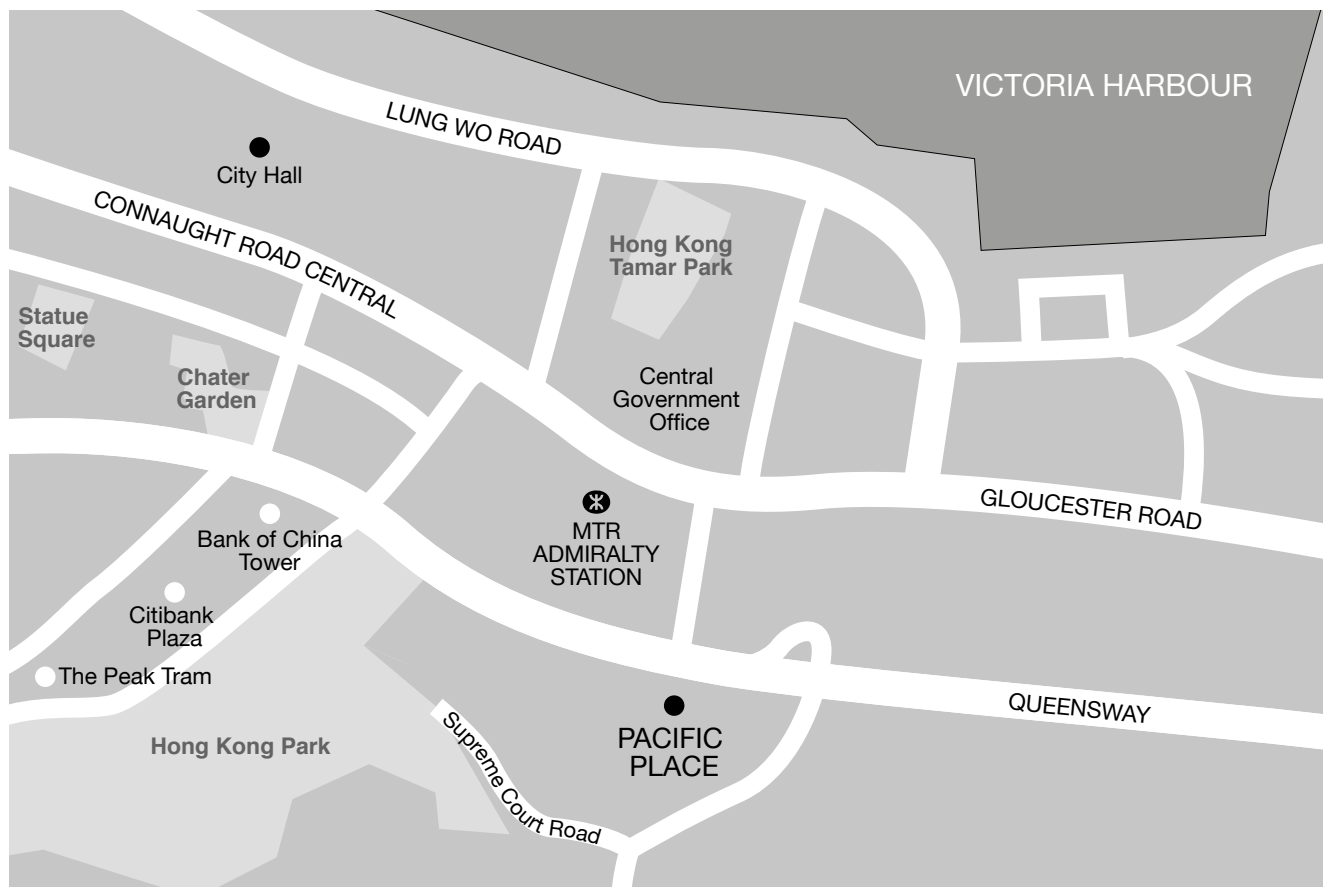 VICTORIA HARBOUR
LUNG WO ROAD
City Hall
CONNAUGHT ROAD CENTRAL
Hong Kong
Tamar Park
Statue
Square
Chater
Garden
Central
Government
Office
GLOUCESTER ROAD
MTR
ADMIRALTY
STATION
Bank of China
Tower
Citibank
Plaza
The Peak Tram
QUEENSWAY
PACIFIC
PLACE
Hong Kong Park
Supreme Court Road